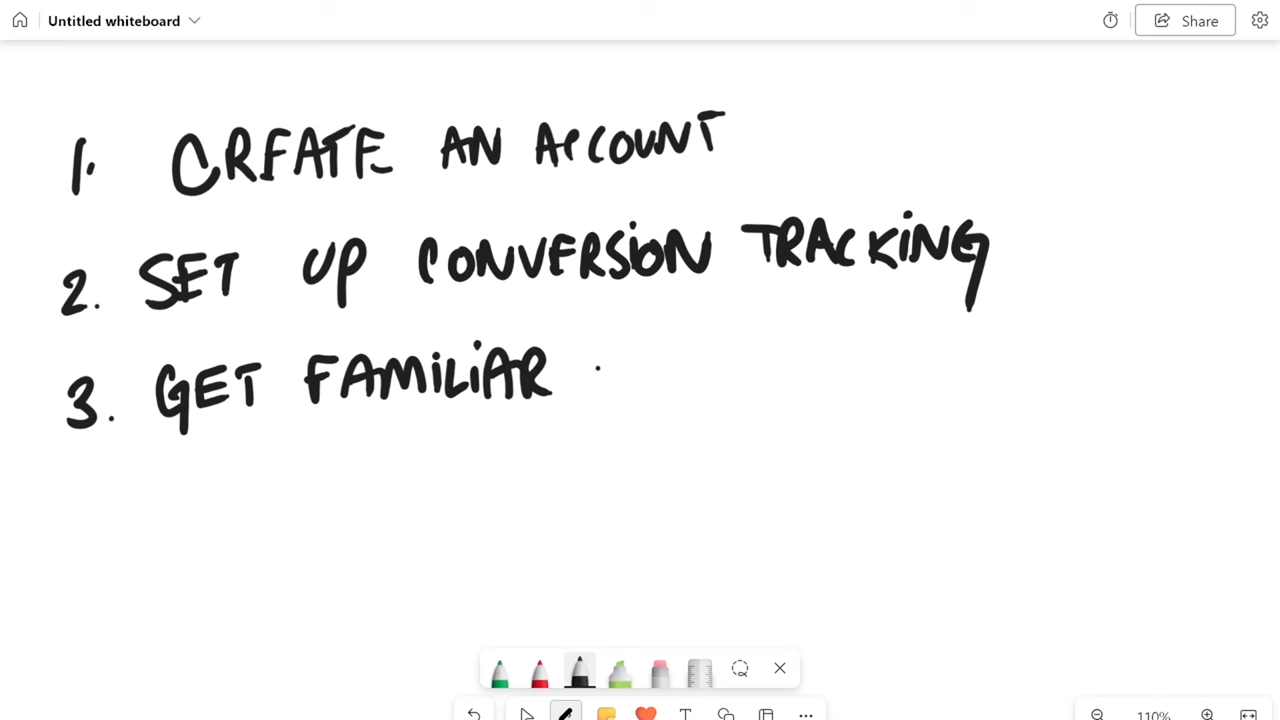 Untitled whiteboard
Share
1. CREATE AN ACCOUNT
2. SET UP CONVERSION TRACKING
3. GET FAMILIAR
T
110%